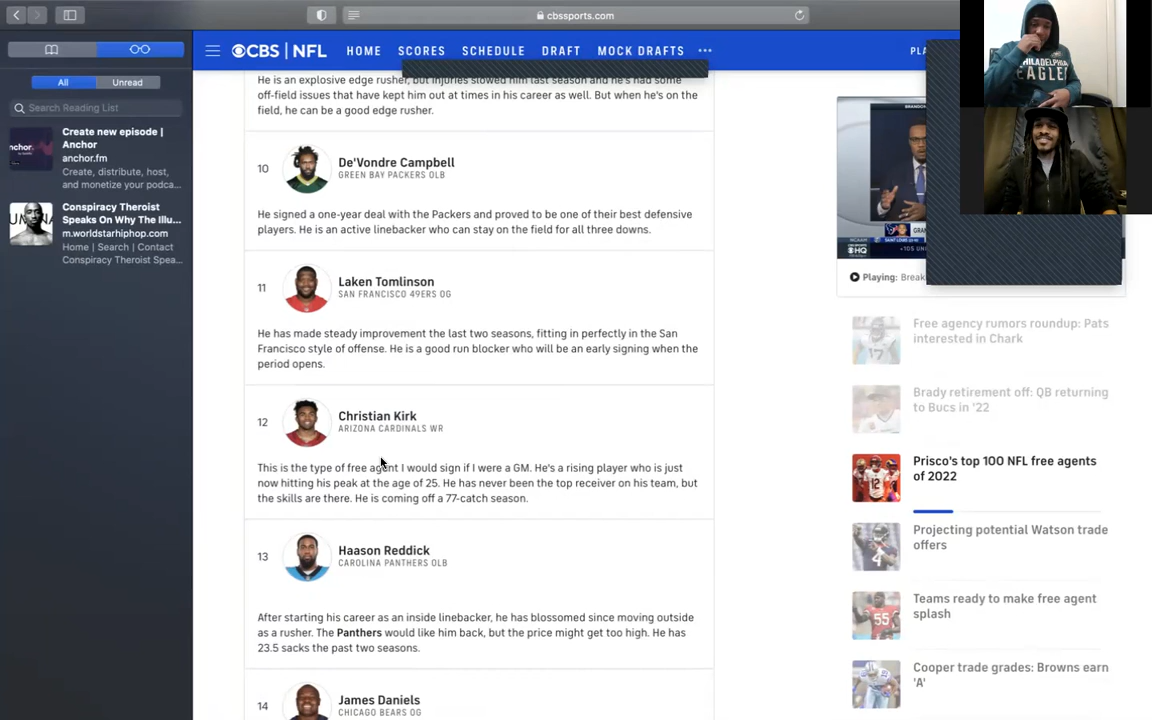 cbssports.com
CBS | NFL HOME SCORES SCHEDULE DRAFT MOCK DRAFTS
All Unread
Search Reading List
Create new episode |
Anchor
anchor.fm
Create, distribute, host,
and monetize your podca...
Conspiracy Theroist
Speaks On Why The Illu...
m.worldstarhiphop.com
Home | Search | Contact
Conspiracy Theroist Spea...
He is an explosive edge rusher, but injuries slowed him last season and he's had some
off-field issues that have kept him out at times in his career as well. But when he's on the
field, he can be a good edge rusher.
10 De'Vondre Campbell
GREEN BAY PACKERS OLB
He signed a one-year deal with the Packers and proved to be one of their best defensive
players. He is an active linebacker who can stay on the field for all three downs.
11 Laken Tomlinson
SAN FRANCISCO 49ERS OG
He has made steady improvement the last two seasons, fitting in perfectly in the San
Francisco style of offense. He is a good run blocker who will be an early signing when the
period opens.
12 Christian Kirk
ARIZONA CARDINALS WR
This is the type of free agent I would sign if I were a GM. He's a rising player who is just
now hitting his peak at the age of 25. He has never been the top receiver on his team, but
the skills are there. He is coming off a 77-catch season.
13 Haason Reddick
CAROLINA PANTHERS OLB
After starting his career as an inside linebacker, he has blossomed since moving outside
as a rusher. The Panthers would like him back, but the price might get too high. He has
23.5 sacks the past two seasons.
14 James Daniels
CHICAGO BEARS OG
PHILADELPHIA
EAGLES
Playing:
Free agency rumors roundup: Pats
interested in Chark
Brady retirement off: QB returning
to Bucs in '22
Prisco's top 100 NFL free agents
of 2022
Projecting potential Watson trade
offers
Teams ready to make free agent
splash
Cooper trade grades: Browns earn
'A'